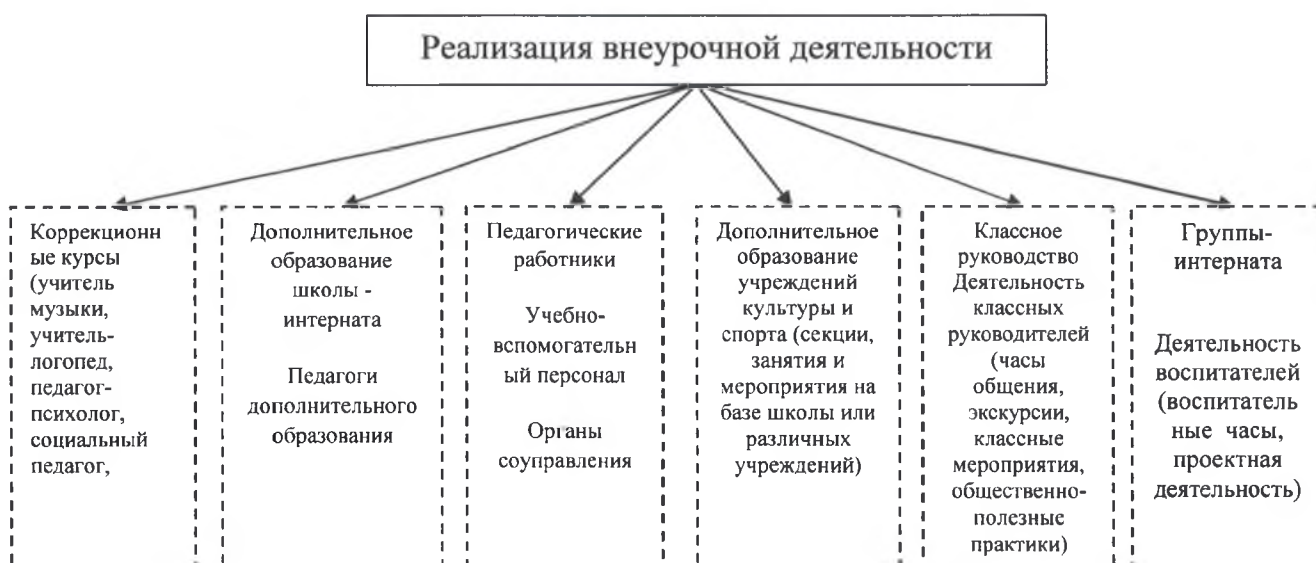 Реализация внеурочной деятельности
Коррекционн
ые курсы
(учитель
музыки,
учитель-
логопед,
педагог-
психолог,
социальный
педагог,
Дополнительное
образование
школы -
интерната
Педагоги
дополнительного
образования
Педагогические
работники
Учебно-
вспомогательн
ый персонал
Органы
соуправления
Дополнительное
образование
учреждений
культуры и
спорта (секции,
занятия и
мероприятия на
базе школы или
различных
учреждений)
Классное
руководство
Деятельность
классных
руководителей
(часы
общения,
экскурсии,
классные
мероприятия,
общественно-
полезные
практики)
Группы-
интерната
Деятельность
воспитателей
(воспитатель
ные часы,
проектная
деятельность)